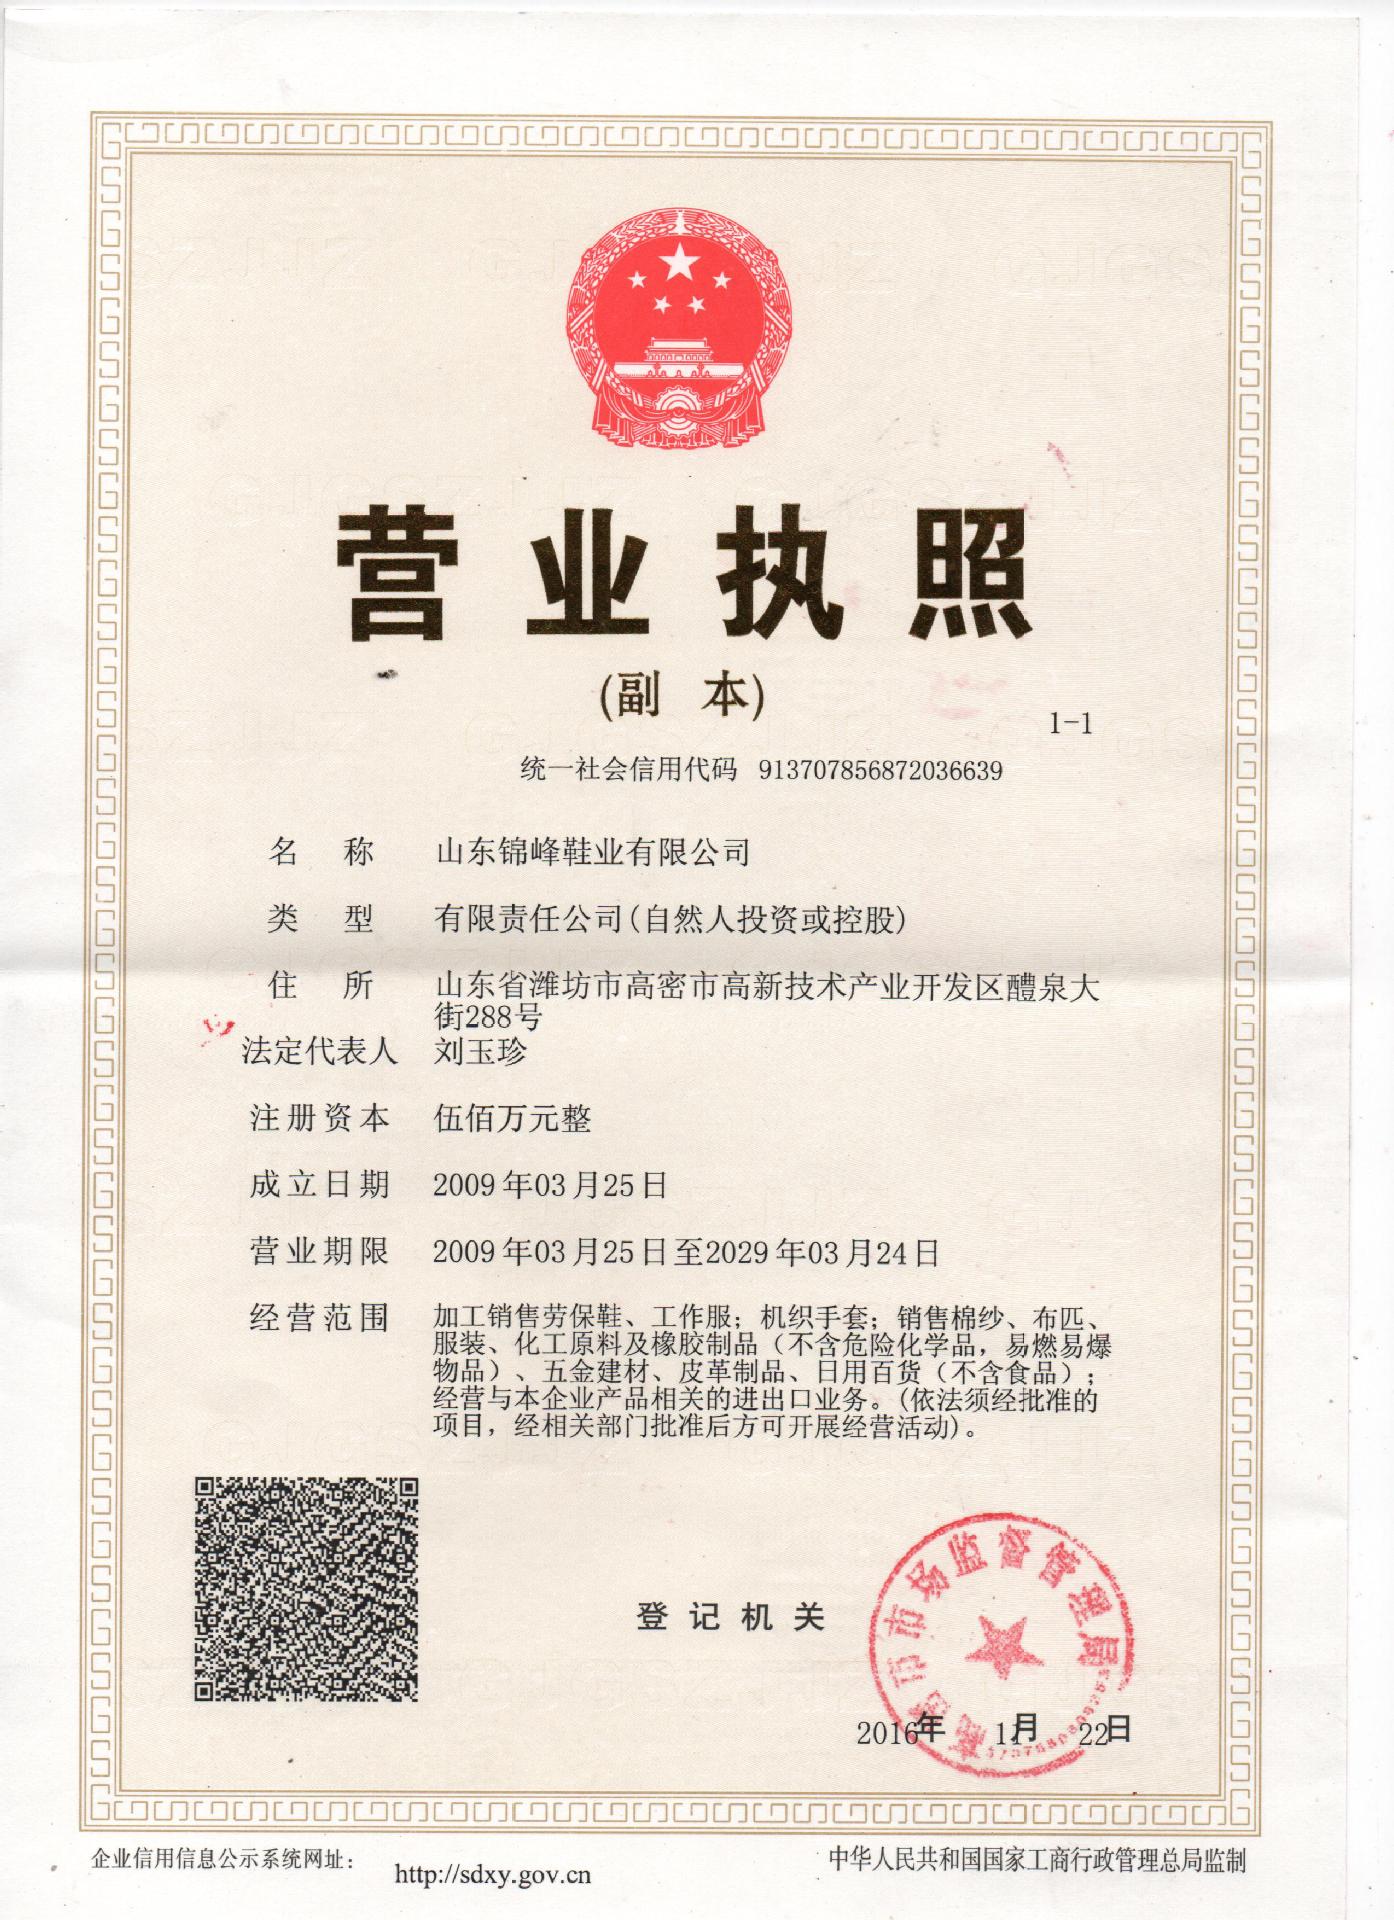 营业执照
(副 本)
1-1
统一社会信用代码 913707856872036639
名称 山东锦峰鞋业有限公司
类型 有限责任公司(自然人投资或控股)
住所 山东省潍坊市高密市高新技术产业开发区醴泉大
街288号
法定代表人 刘玉珍
注册资本 伍佰万元整
成立日期 2009年03月25日
营业期限 2009年03月25日至2029年03月24日
经营范围 加工销售劳保鞋、工作服；机织手套；销售棉纱、布匹、
服装、化工原料及橡胶制品（不含危险化学品，易燃易爆
物品）、五金建材、皮革制品、日用百货（不含食品）；
经营与本企业产品相关的进出口业务。(依法须经批准的
项目，经相关部门批准后方可开展经营活动)。
高密市市场监督管理局
登记机关
2016年 11月 22日
企业信用信息公示系统网址：
http://sdxy.gov.cn
中华人民共和国国家工商行政管理总局监制